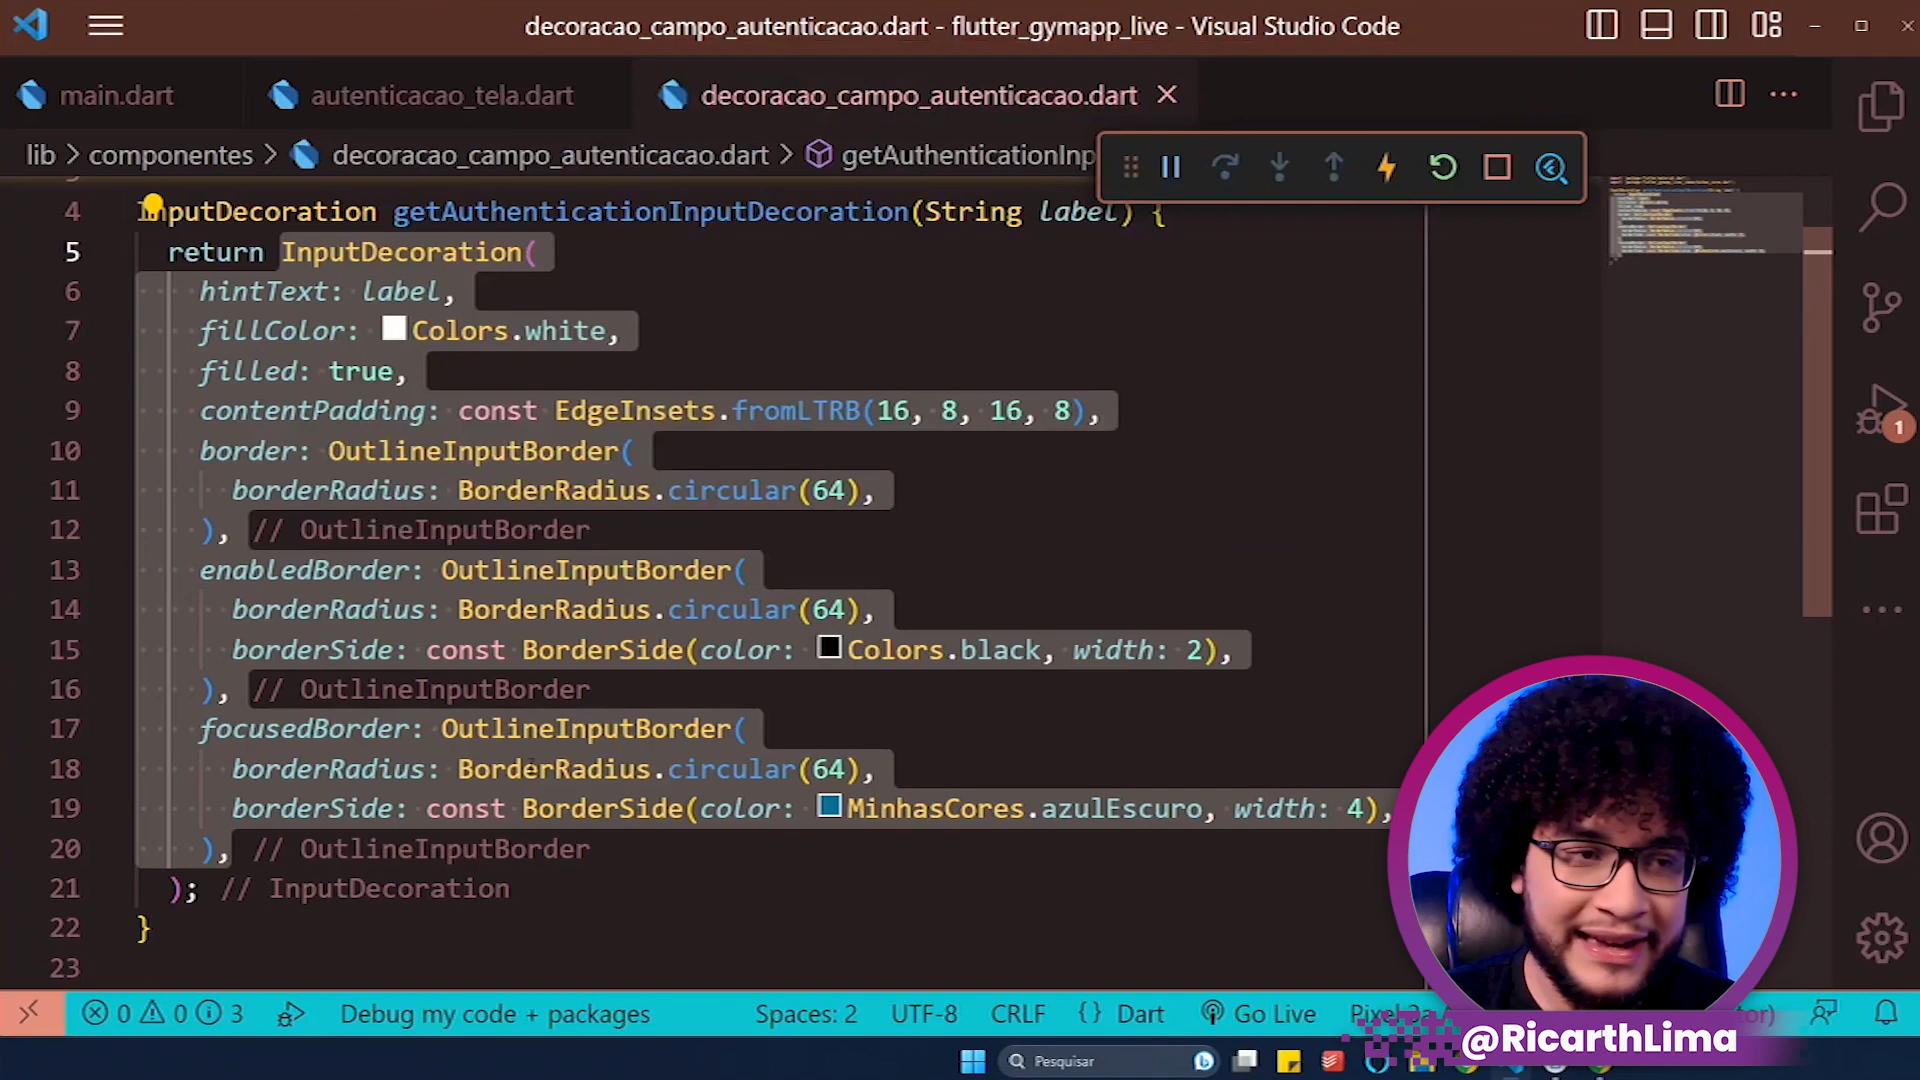 decoracao_campo_autenticacao.dart - flutter_gymapp_live - Visual Studio Code
main.dart
autenticacao_tela.dart
decoracao_campo_autenticacao.dart
lib > componentes > decoracao_campo_autenticacao.dart > getAuthenticationInp
4 InputDecoration getAuthenticationInputDecoration(String label) {
5 return InputDecoration(
6 hintText: label,
7 fillColor: Colors.white,
8 filled: true,
9 contentPadding: const EdgeInsets.fromLTRB(16, 8, 16, 8),
10 border: OutlineInputBorder(
11 borderRadius: BorderRadius.circular(64),
12 ), // OutlineInputBorder
13 enabledBorder: OutlineInputBorder(
14 borderRadius: BorderRadius.circular(64),
15 borderSide: const BorderSide(color: Colors.black, width: 2),
16 ), // OutlineInputBorder
17 focusedBorder: OutlineInputBorder(
18 borderRadius: BorderRadius.circular(64),
19 borderSide: const BorderSide(color: MinhasCores.azulEscuro, width: 4),
20 ), // OutlineInputBorder
21 ); // InputDecoration
22 }
23
1
0 0 3 Debug my code + packages Spaces: 2 UTF-8 CRLF {} Dart Go Live
@RicarthLima
Pesquisar